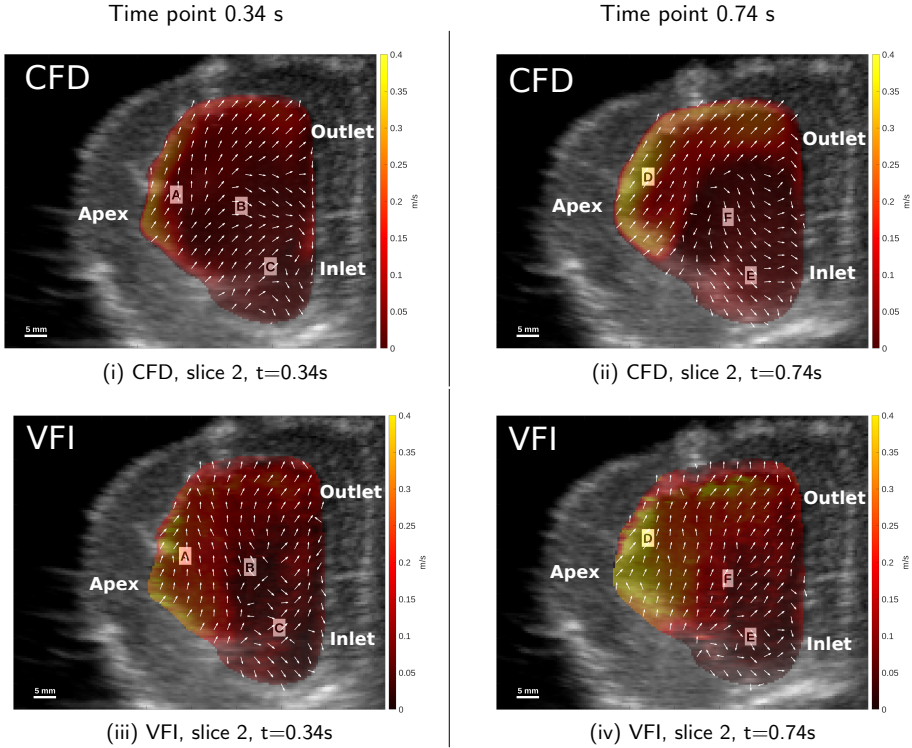 Time point 0.34 s
Time point 0.74 s
CFD
Outlet
A
B
Apex
C
Inlet
5 mm
0.4
0.35
0.3
0.25
0.2
0.15
0.1
0.05
0
m/s
(i) CFD, slice 2, t=0.34s
CFD
Outlet
D
F
Apex
E
Inlet
5 mm
0.4
0.35
0.3
0.25
0.2
0.15
0.1
0.05
0
m/s
(ii) CFD, slice 2, t=0.74s
VFI
Outlet
A
B
Apex
C
Inlet
5 mm
0.4
0.35
0.3
0.25
0.2
0.15
0.1
0.05
0
m/s
(iii) VFI, slice 2, t=0.34s
VFI
Outlet
D
F
Apex
E
Inlet
5 mm
0.4
0.35
0.3
0.25
0.2
0.15
0.1
0.05
0
m/s
(iv) VFI, slice 2, t=0.74s